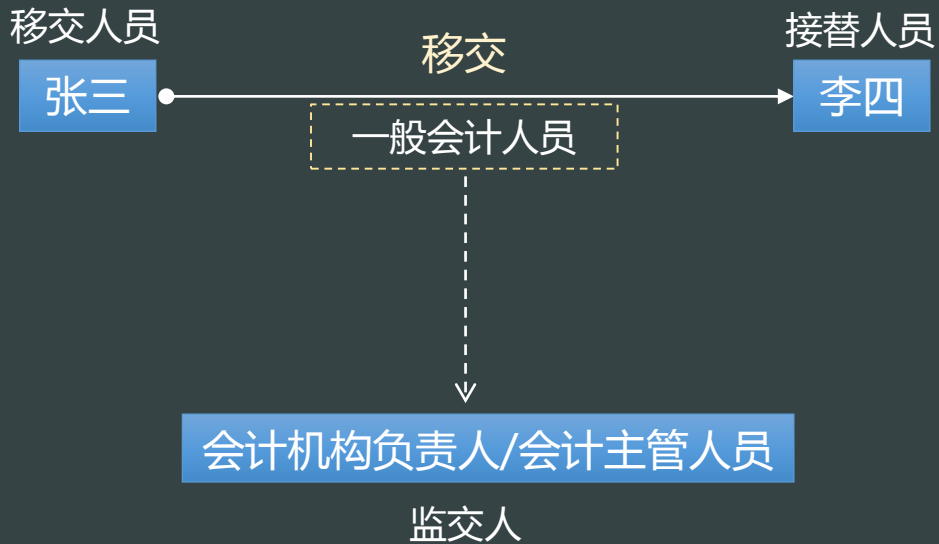 移交人员
接替人员
移交
张三
李四
一般会计人员
会计机构负责人/会计主管人员
监交人